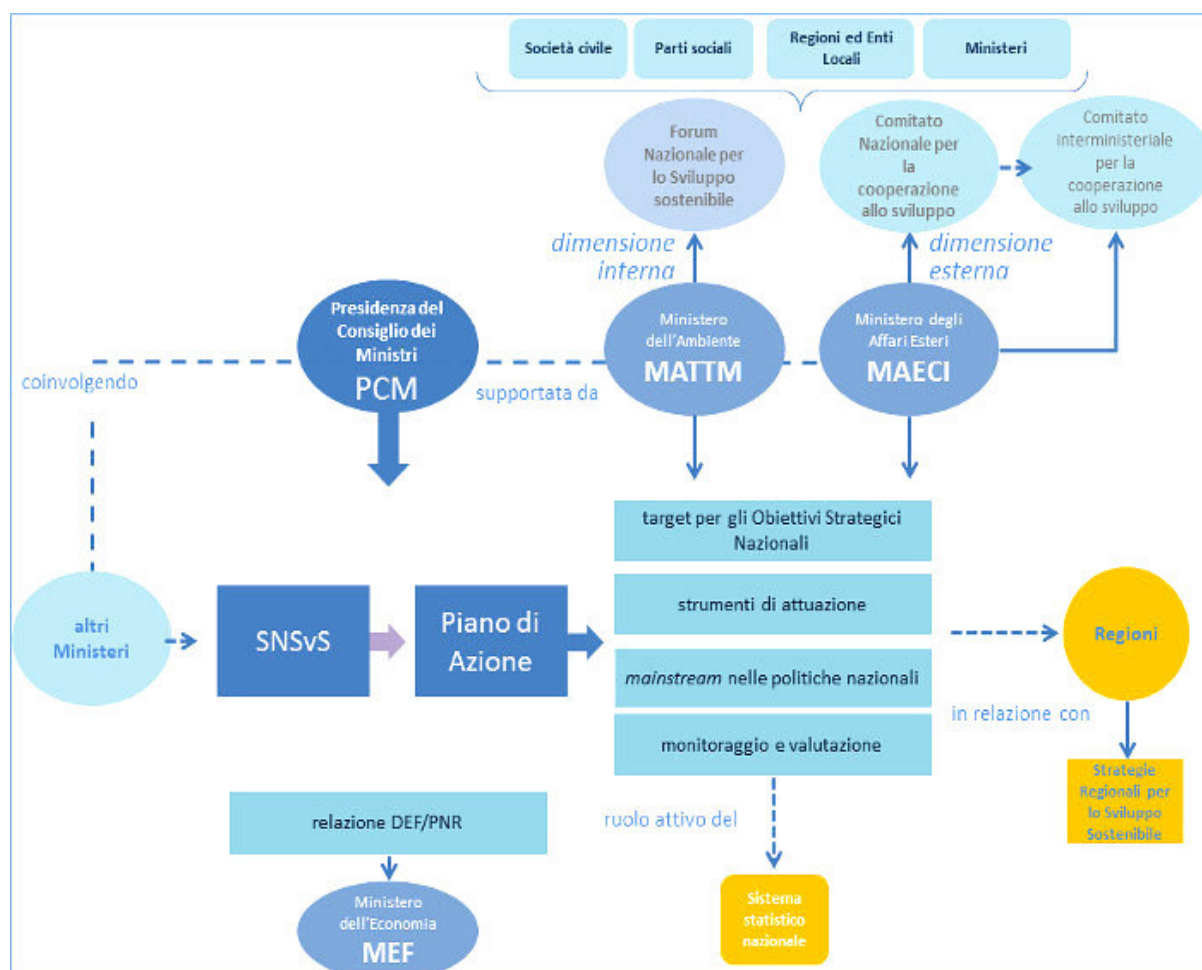 Società civile
Parti sociali
Regioni ed Enti
Locali
Ministeri
Forum
Nazionale per
lo Sviluppo
sostenibile
Comitato
Nazionale per
la
cooperazione
allo sviluppo
Comitato
interministeriale
per la
cooperazione
allo sviluppo
dimensione
interna
dimensione
esterna
Presidenza del
Consiglio dei
Ministri
PCM
Ministero
dell'Ambiente
MATTM
Ministero degli
Affari Esteri
MAECI
coinvolgendo
supportata da
target per gli Obiettivi Strategici
Nazionali
strumenti di attuazione
mainstream nelle politiche nazionali
monitoraggio e valutazione
altri
Ministeri
SNSvS
Piano di
Azione
Regioni
in relazione con
Strategie
Regionali per
lo Sviluppo
Sostenibile
relazione DEF/PNR
ruolo attivo del
Ministero
dell'Economia
MEF
Sistema
statistico
nazionale